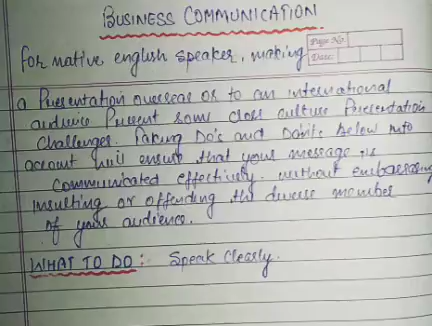 BUSINESS COMMUNICATION
Page No.
Date:
for native english speaker, making
a Presentation overseas or to an international
audience Present some cross culture Presentation
Challenges. Taking Do's and Dont's below into
account will ensure that your message is
Communicated effectively. without embarrassing
insulting or offending the diverse member
of your audience.
WHAT TO DO: Speak Clearly.